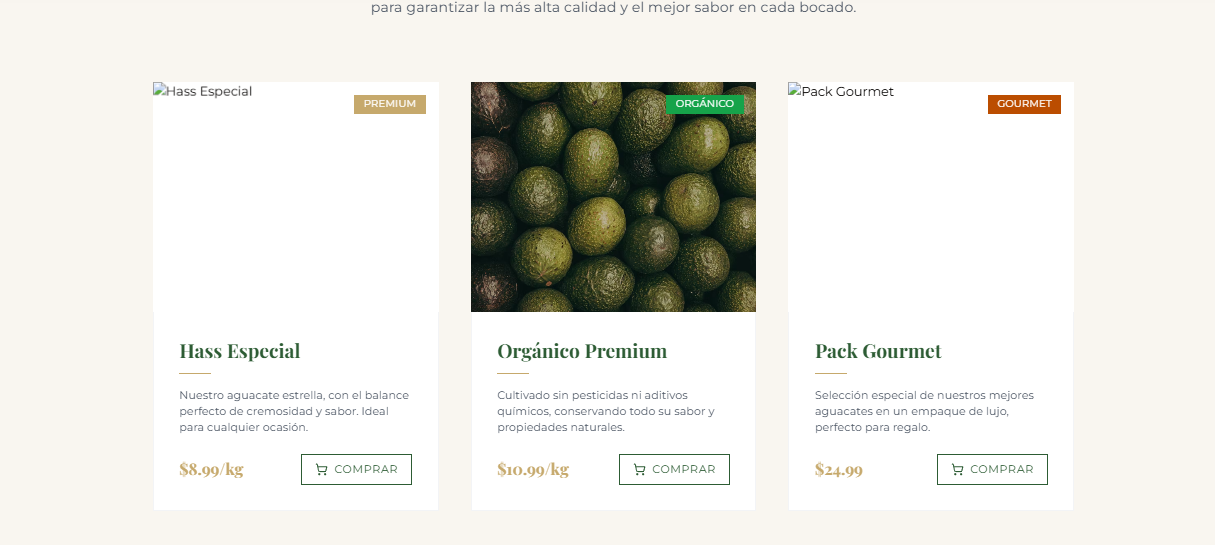 para garantizar la más alta calidad y el mejor sabor en cada bocado.
Hass Especial
PREMIUM
ORGÁNICO
Pack Gourmet
GOURMET
Hass Especial
Nuestro aguacate estrella, con el balance
perfecto de cremosidad y sabor. Ideal
para cualquier ocasión.
$8.99/kg
COMPRAR
Orgánico Premium
Cultivado sin pesticidas ni aditivos
químicos, conservando todo su sabor y
propiedades naturales.
$10.99/kg
COMPRAR
Pack Gourmet
Selección especial de nuestros mejores
aguacates en un empaque de lujo,
perfecto para regalo.
$24.99
COMPRAR